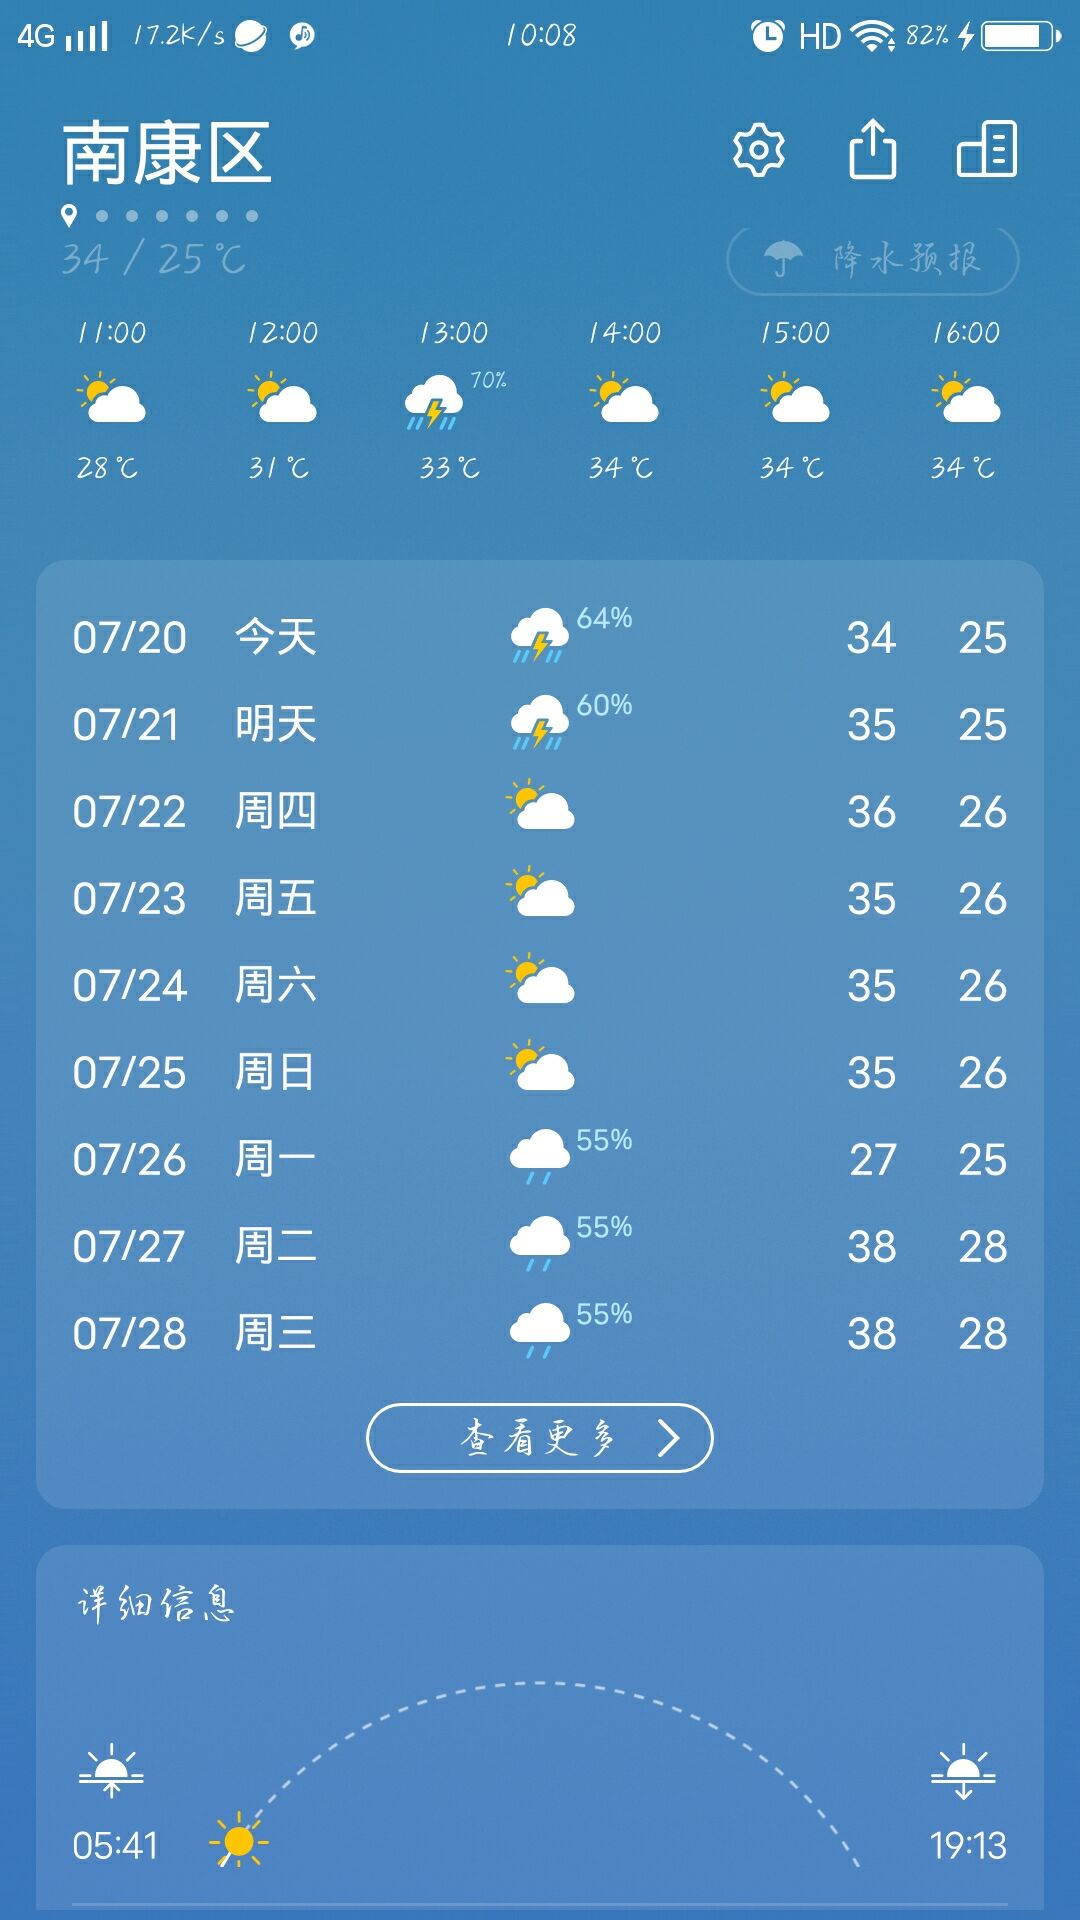 4G 17.2K/s 10:08 HD 82%
南康区
34 / 25℃ 降水预报
11:00 12:00 13:00 14:00 15:00 16:00
70%
28℃ 31℃ 33℃ 34℃ 34℃ 34℃
07/20 今天 64% 34 25
07/21 明天 60% 35 25
07/22 周四 36 26
07/23 周五 35 26
07/24 周六 35 26
07/25 周日 35 26
07/26 周一 55% 27 25
07/27 周二 55% 38 28
07/28 周三 55% 38 28
查看更多
详细信息
05:41 19:13